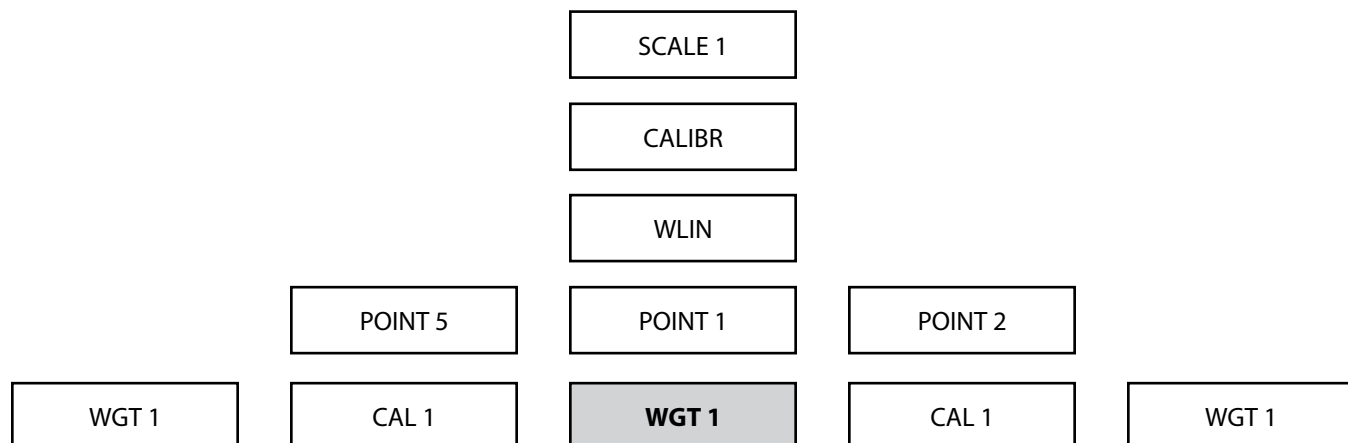 SCALE 1
CALIBR
WLIN
POINT 5 POINT 1 POINT 2
WGT 1 CAL 1 WGT 1 CAL 1 WGT 1